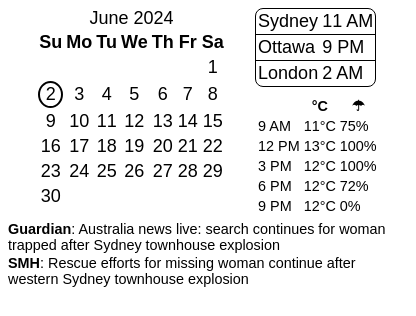 June 2024
Su Mo Tu We Th Fr Sa
1
2 3 4 5 6 7 8
9 10 11 12 13 14 15
16 17 18 19 20 21 22
23 24 25 26 27 28 29
30
Sydney 11 AM
Ottawa 9 PM
London 2 AM
°C ☂
9 AM 11°C 75%
12 PM 13°C 100%
3 PM 12°C 100%
6 PM 12°C 72%
9 PM 12°C 0%
Guardian: Australia news live: search continues for woman
trapped after Sydney townhouse explosion
SMH: Rescue efforts for missing woman continue after
western Sydney townhouse explosion